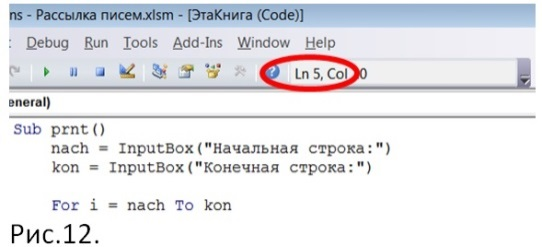 ns - Рассылка писем.xlsm - [ЭтаКнига (Code)]
Debug Run Tools Add-Ins Window Help
Ln 5, Col 0
eneral)
Sub prnt()
nach = InputBox("Начальная строка:")
kon = InputBox("Конечная строка:")
For i = nach To kon
Рис.12.